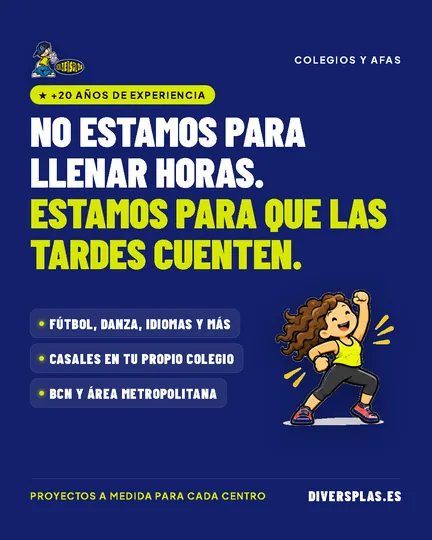 COLEGIOS Y AFAS
★ +20 AÑOS DE EXPERIENCIA
NO ESTAMOS PARA
LLENAR HORAS.
ESTAMOS PARA QUE LAS
TARDES CUENTEN.
FÚTBOL, DANZA, IDIOMAS Y MÁS
CASALES EN TU PROPIO COLEGIO
BCN Y ÁREA METROPOLITANA
PROYECTOS A MEDIDA PARA CADA CENTRO
DIVERSPLAS.ES